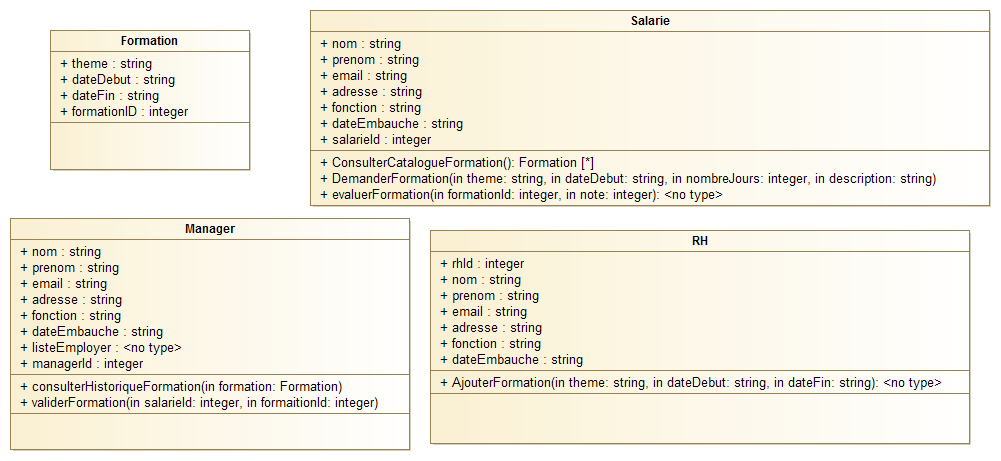 Formation
+ theme : string
+ dateDebut : string
+ dateFin : string
+ formationID : integer
Salarie
+ nom : string
+ prenom : string
+ email : string
+ adresse : string
+ fonction : string
+ dateEmbauche : string
+ salarieId : integer
+ ConsulterCatalogueFormation(): Formation [*]
+ DemanderFormation(in theme: string, in dateDebut: string, in nombreJours: integer, in description: string)
+ evaluerFormation(in formationId: integer, in note: integer): <no type>
Manager
+ nom : string
+ prenom : string
+ email : string
+ adresse : string
+ fonction : string
+ dateEmbauche : string
+ listeEmployer : <no type>
+ managerId : integer
+ consulterHistoriqueFormation(in formation: Formation)
+ validerFormation(in salarieId: integer, in formaitionId: integer)
RH
+ rhId : integer
+ nom : string
+ prenom : string
+ email : string
+ adresse : string
+ fonction : string
+ dateEmbauche : string
+ AjouterFormation(in theme: string, in dateDebut: string, in dateFin: string): <no type>